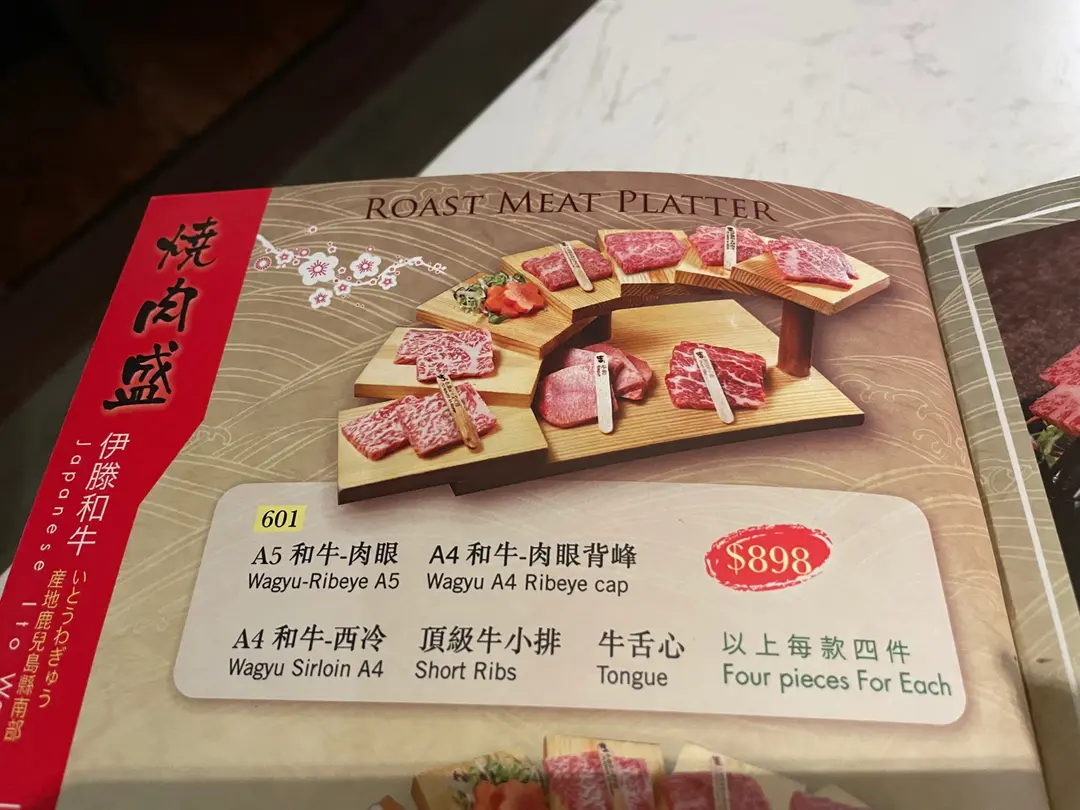 ROAST MEAT PLATTER
燒肉盛
伊滕和牛
Japanese Ito
いとうわぎゅう
産地鹿兒島縣南部
601
A5 和牛-肉眼
Wagyu-Ribeye A5
A4 和牛-肉眼背峰
Wagyu A4 Ribeye cap
$898
A4 和牛-西冷
Wagyu Sirloin A4
頂級牛小排
Short Ribs
牛舌心
Tongue
以上每款四件
Four pieces For Each